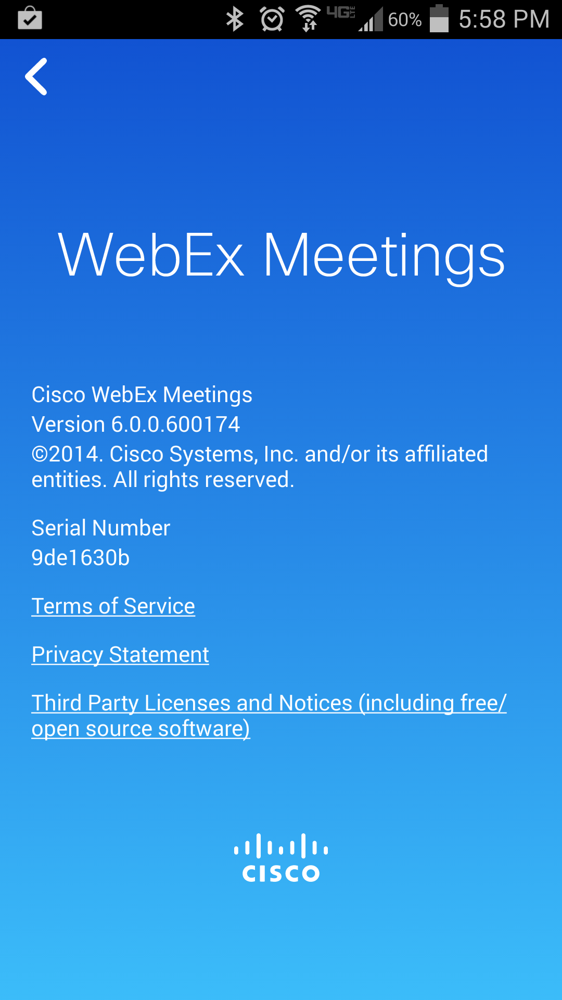 4G LTE 60% 5:58 PM
WebEx Meetings
Cisco WebEx Meetings
Version 6.0.0.600174
©2014. Cisco Systems, Inc. and/or its affiliated
entities. All rights reserved.
Serial Number
9de1630b
Terms of Service
Privacy Statement
Third Party Licenses and Notices (including free/
open source software)
CISCO